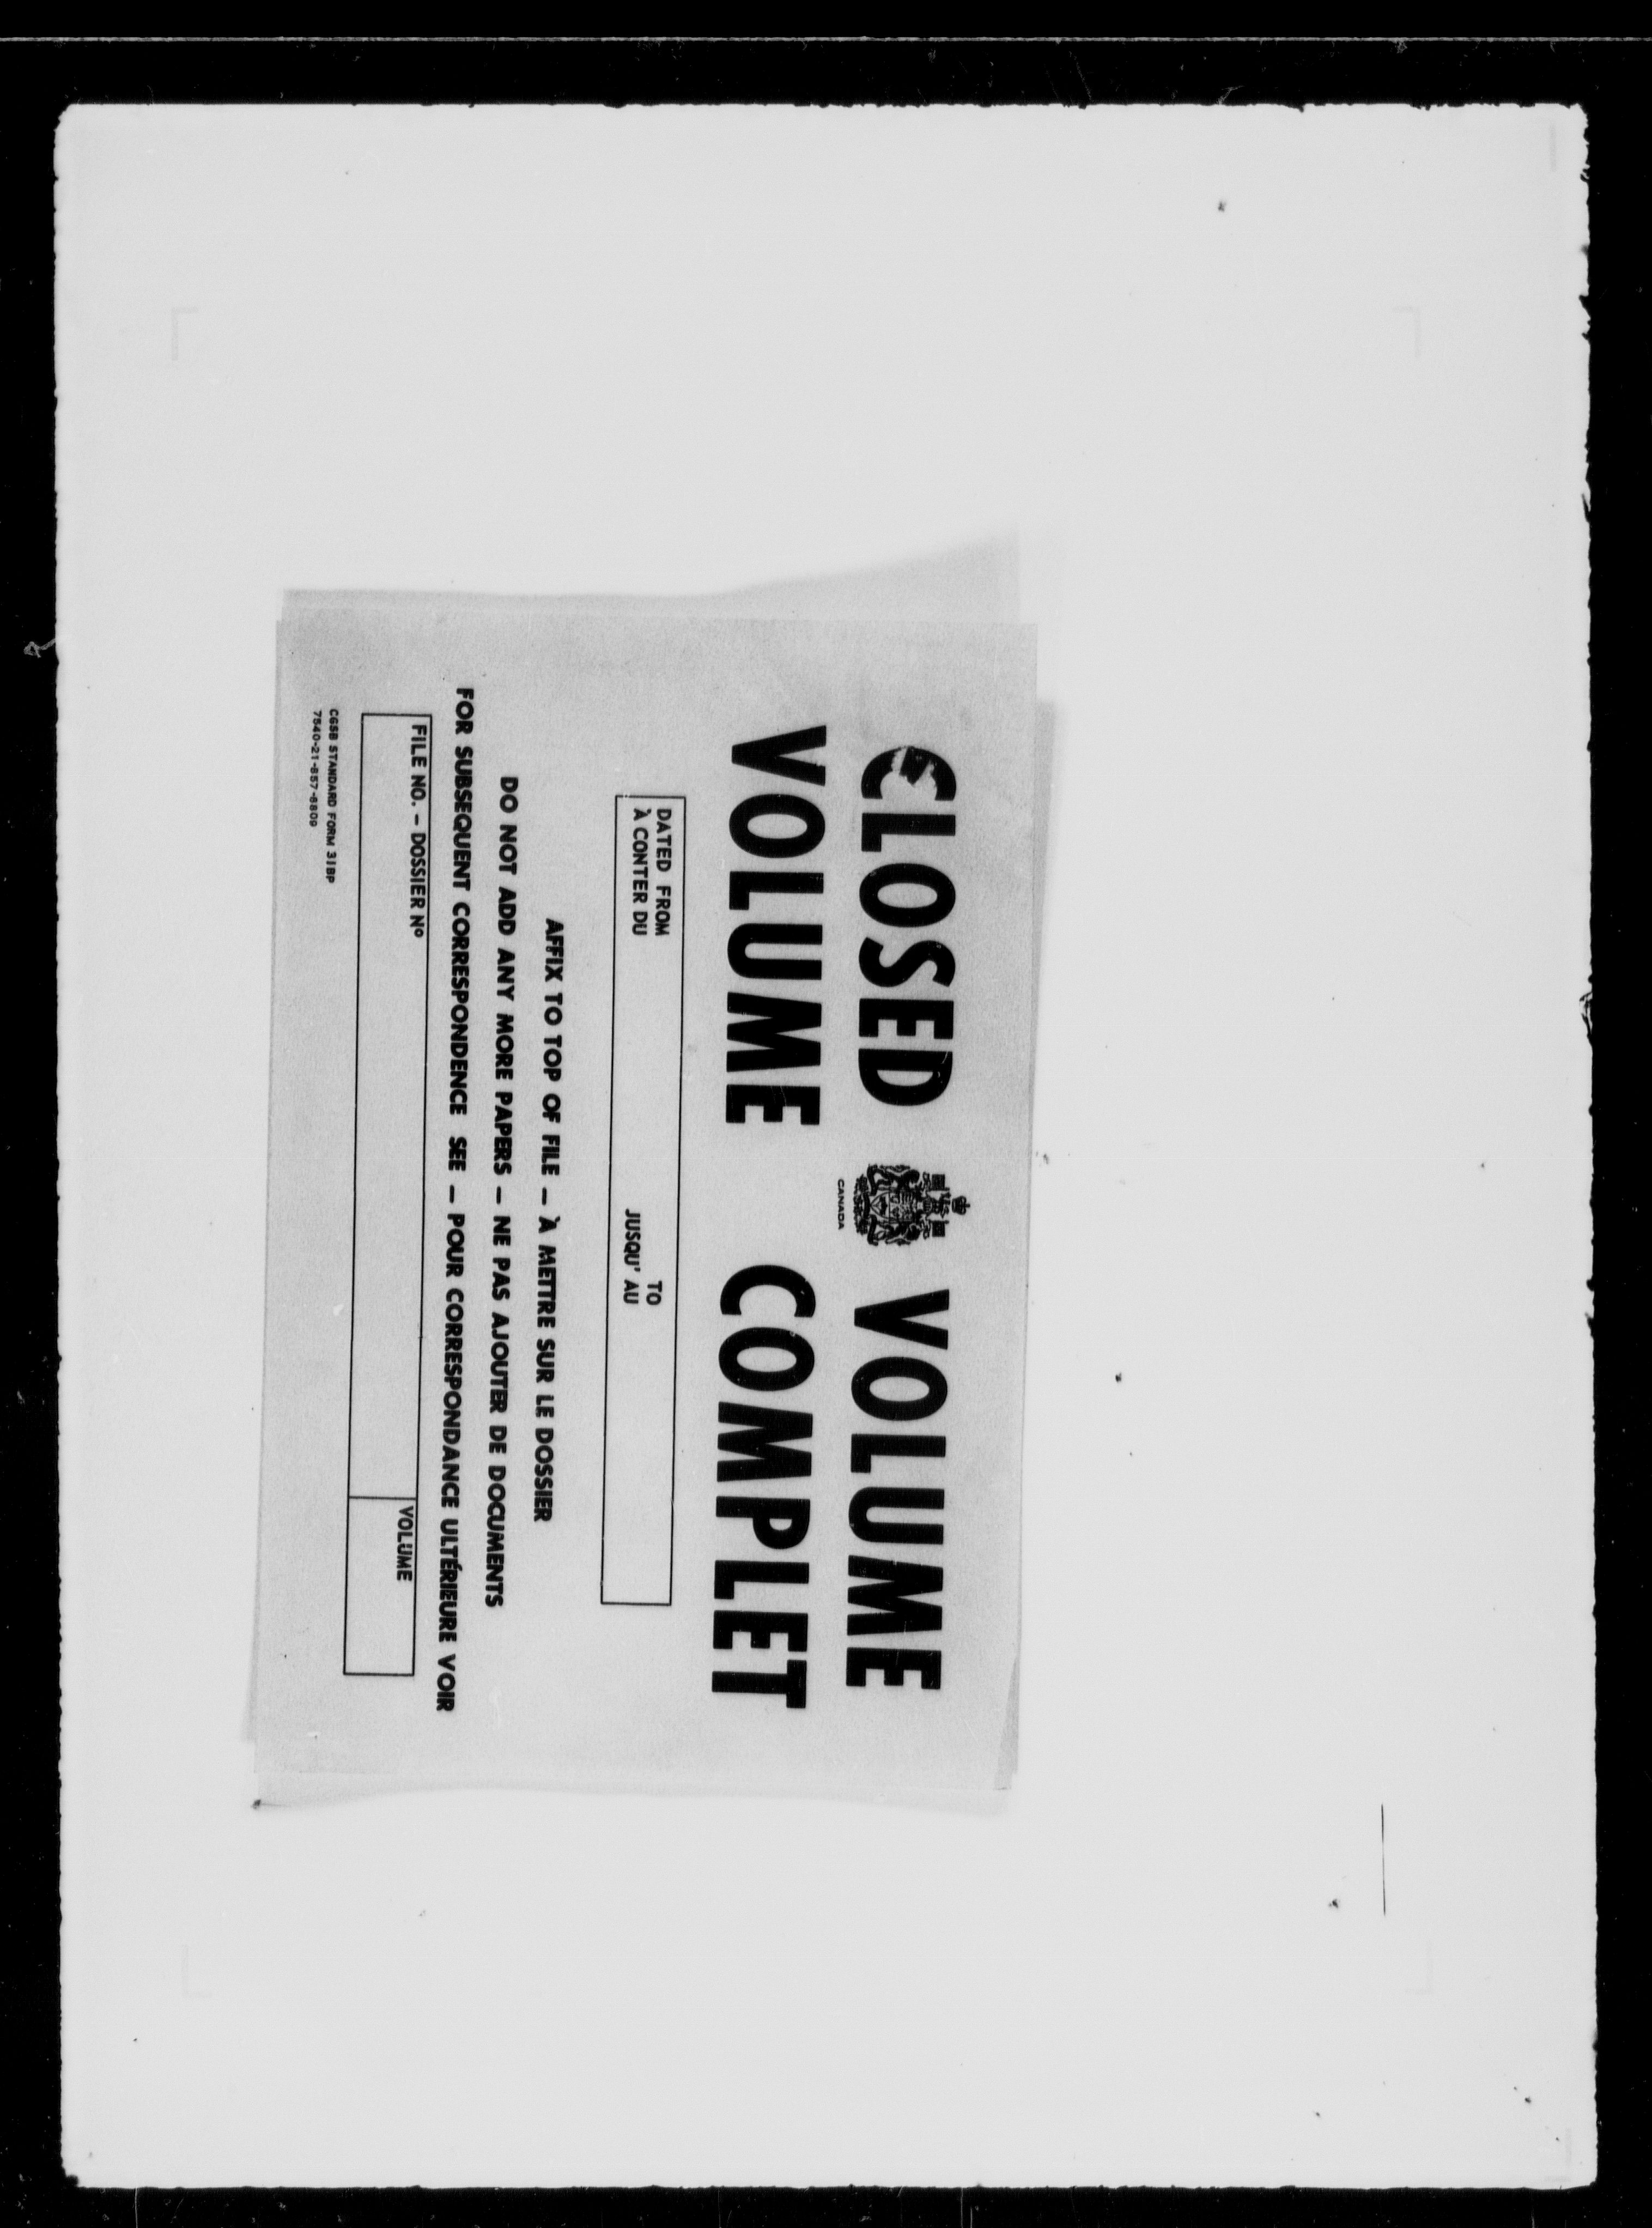 CLOSED VOLUME
VOLUME COMPLET
CANADA
DATED FROM TO
À CONTER DU JUSQU' AU
AFFIX TO TOP OF FILE — À METTRE SUR LE DOSSIER
DO NOT ADD ANY MORE PAPERS — NE PAS AJOUTER DE DOCUMENTS
FOR SUBSEQUENT CORRESPONDENCE SEE — POUR CORRESPONDANCE ULTÉRIEURE VOIR
FILE NO. — DOSSIER Nº VOLUME
CGSB STANDARD FORM 31BP
7540-21-857-8809